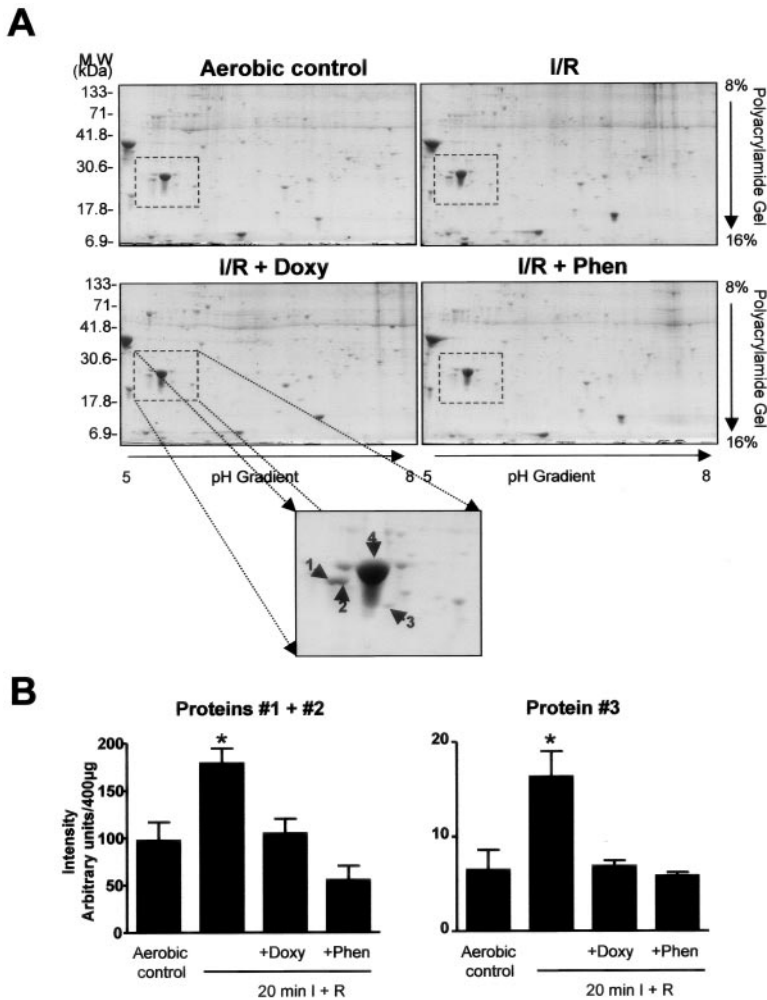 A
M.W
(kDa)
Aerobic control
I/R
133-
71-
41.8-
30.6-
17.8-
6.9-
8%
Polyacrylamide Gel
16%
I/R + Doxy
I/R + Phen
133-
71-
41.8-
30.6-
17.8-
6.9-
8%
Polyacrylamide Gel
16%
5 pH Gradient 8
5 pH Gradient 8
4
1
2
3
B
Proteins #1 + #2
Intensity
Arbitrary units/400µg
200
150
100
50
0
*
Aerobic
control
+Doxy
+Phen
20 min I + R
Protein #3
20
10
0
*
Aerobic
control
+Doxy
+Phen
20 min I + R